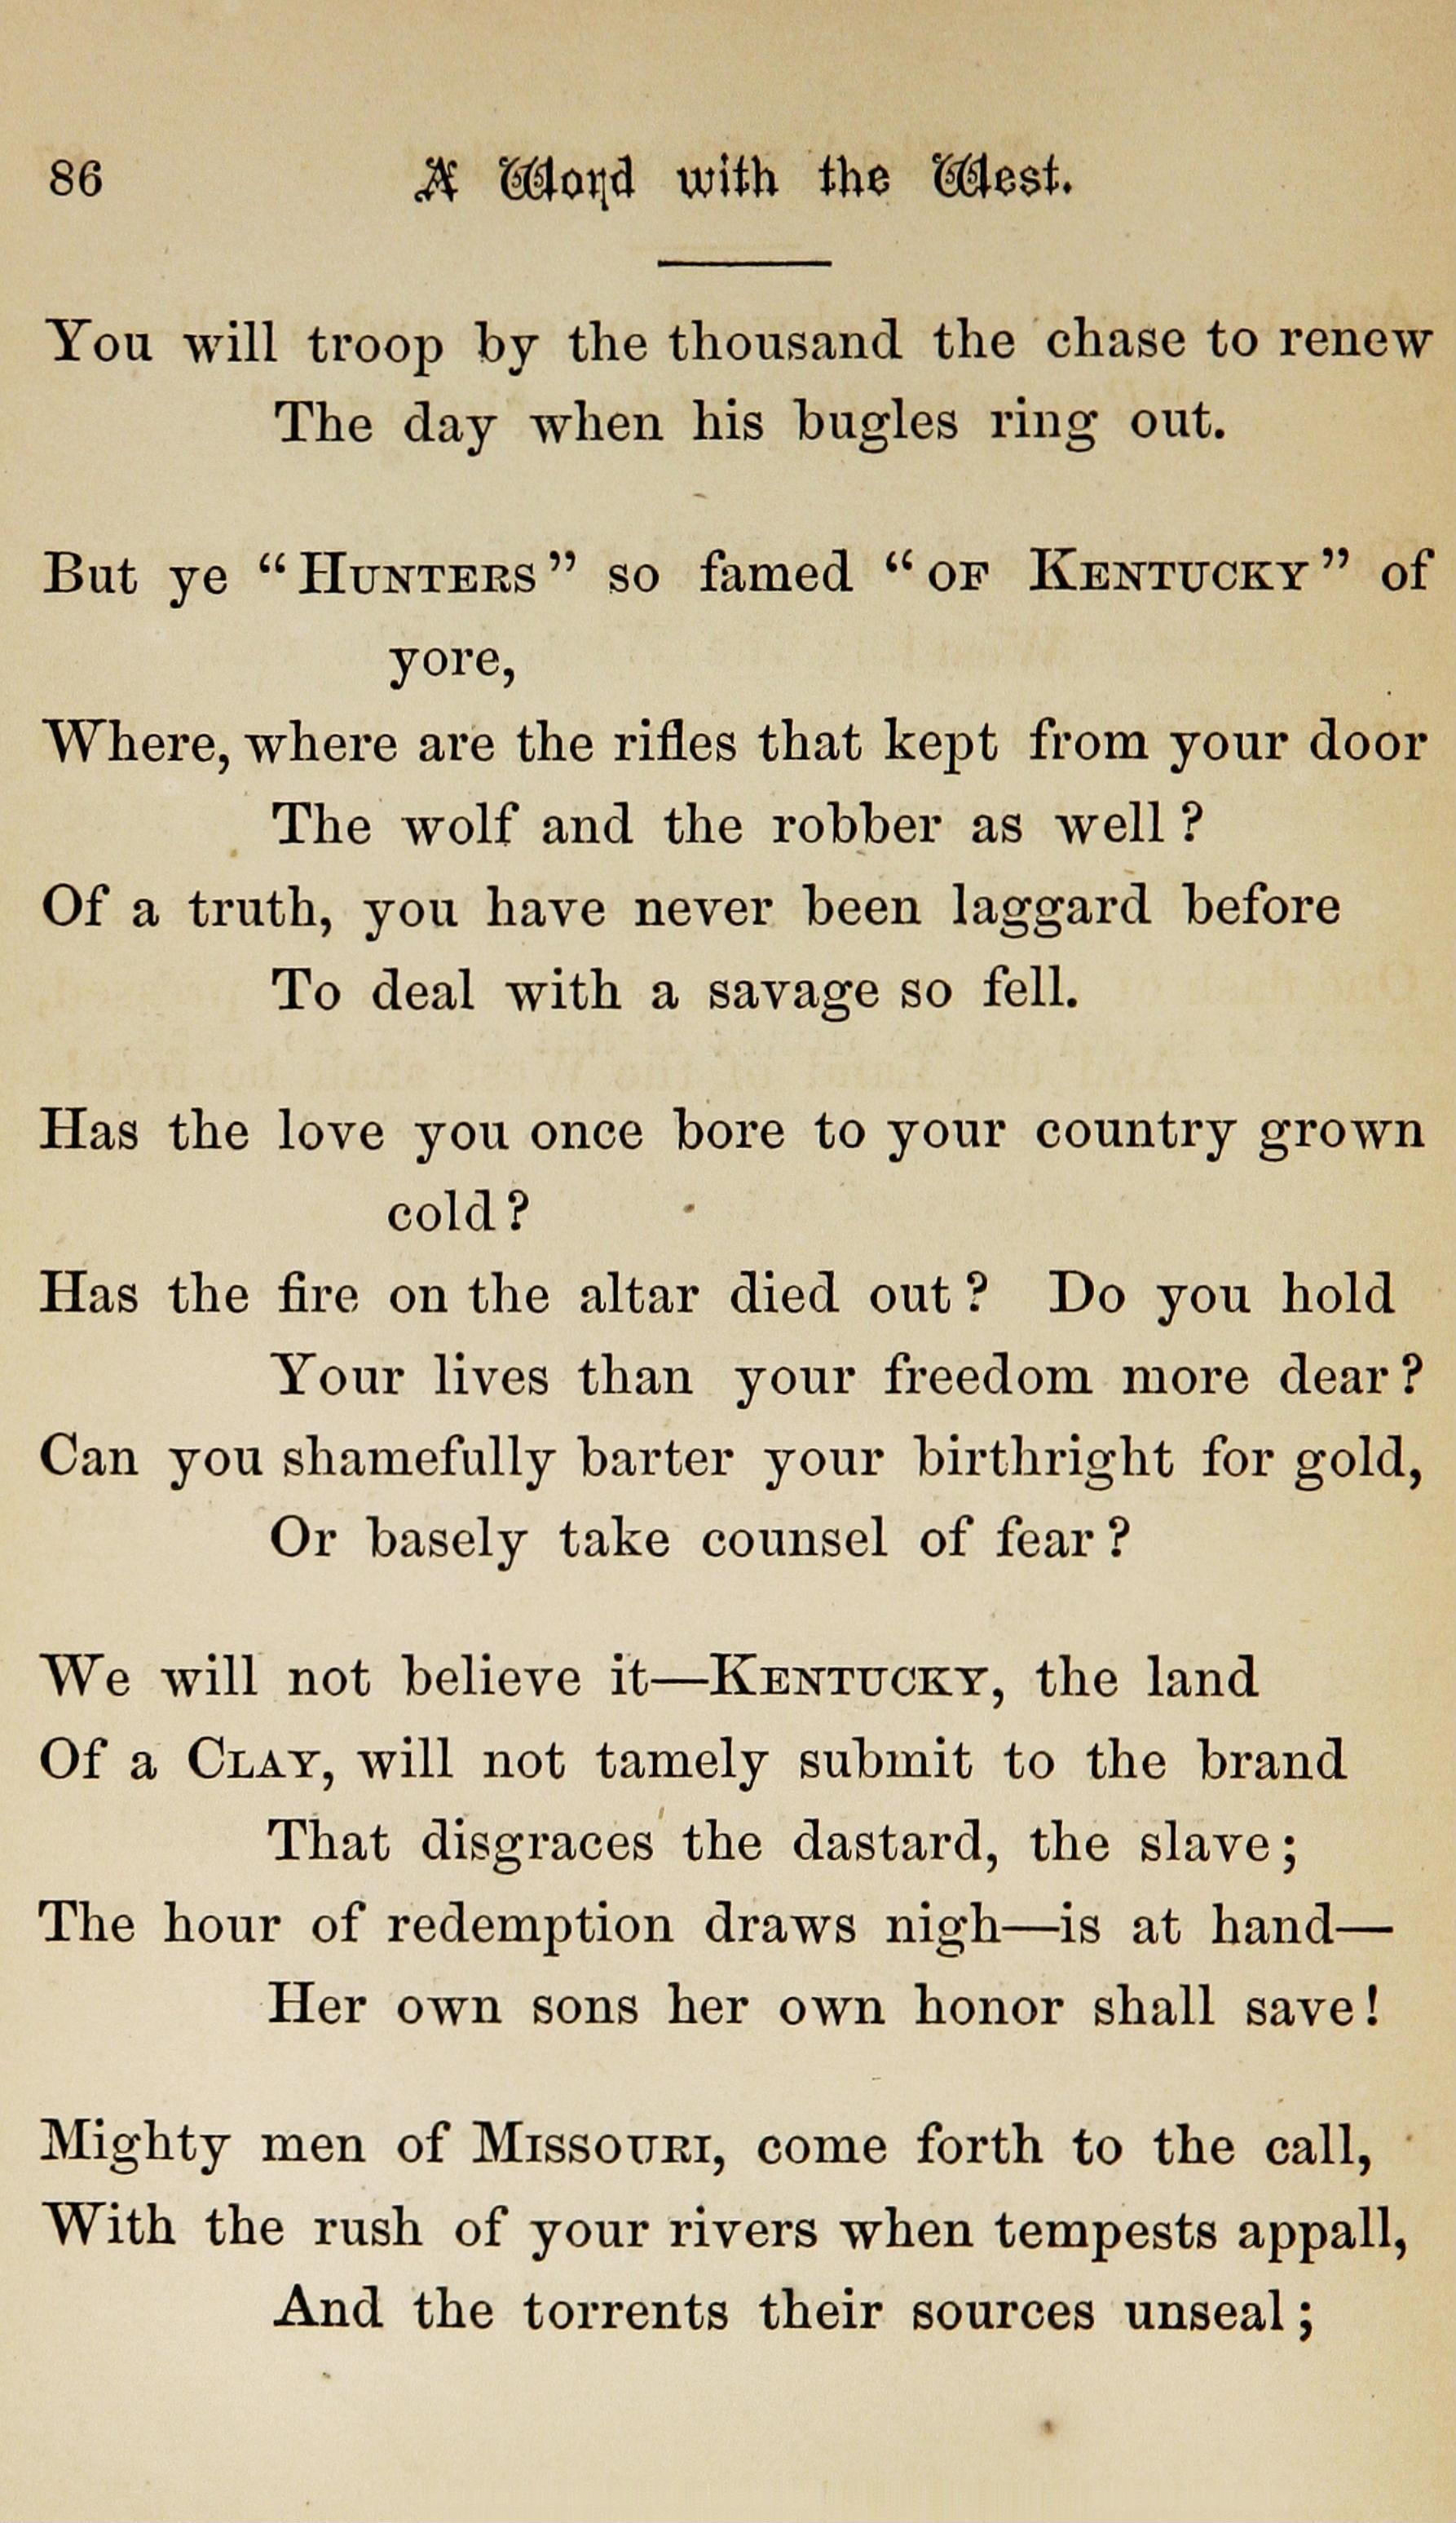 86 A Word with the West.
You will troop by the thousand the chase to renew
The day when his bugles ring out.
But ye “HUNTERS” so famed “OF KENTUCKY” of
yore,
Where, where are the rifles that kept from your door
The wolf and the robber as well?
Of a truth, you have never been laggard before
To deal with a savage so fell.
Has the love you once bore to your country grown
cold?
Has the fire on the altar died out? Do you hold
Your lives than your freedom more dear?
Can you shamefully barter your birthright for gold,
Or basely take counsel of fear?
We will not believe it—KENTUCKY, the land
Of a CLAY, will not tamely submit to the brand
That disgraces the dastard, the slave;
The hour of redemption draws nigh—is at hand—
Her own sons her own honor shall save!
Mighty men of MISSOURI, come forth to the call,
With the rush of your rivers when tempests appall,
And the torrents their sources unseal;